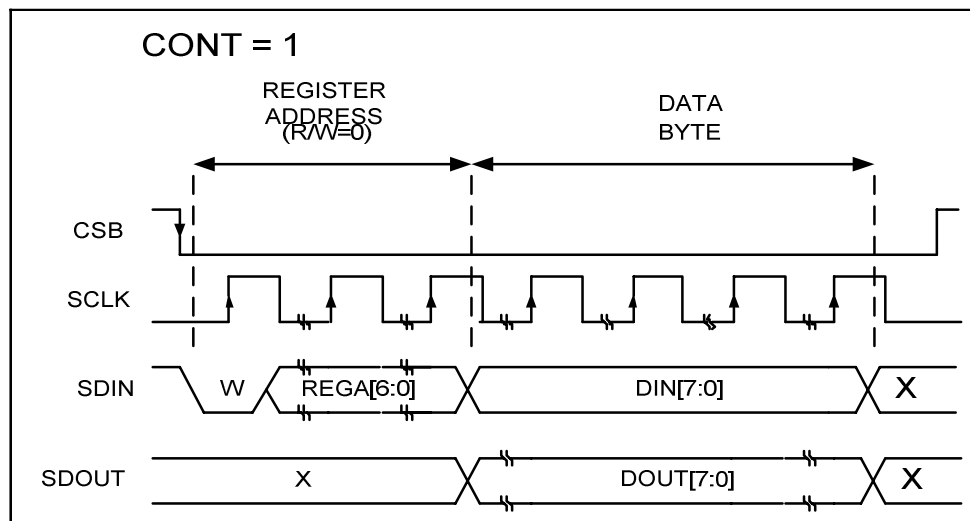 CONT = 1
REGISTER
ADDRESS
(R/W=0)
DATA
BYTE
CSB
SCLK
SDIN
W
REGA[6:0]
DIN[7:0]
X
SDOUT
X
DOUT[7:0]
X